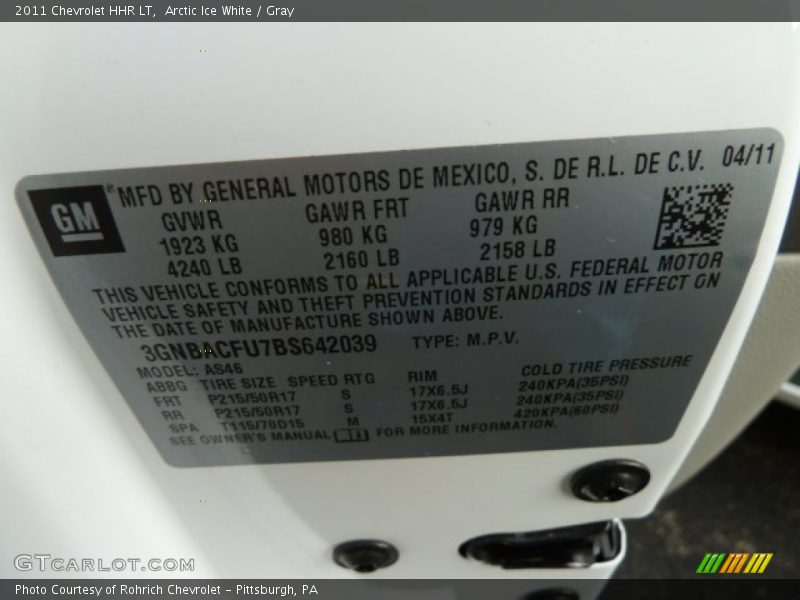 2011 Chevrolet HHR LT,  Arctic Ice White / Gray
GM
® MFD BY GENERAL MOTORS DE MEXICO, S. DE R.L. DE C.V. 04/11
GVWR GAWR FRT GAWR RR
1923 KG 980 KG 979 KG
4240 LB 2160 LB 2158 LB
THIS VEHICLE CONFORMS TO ALL APPLICABLE U.S. FEDERAL MOTOR
VEHICLE SAFETY AND THEFT PREVENTION STANDARDS IN EFFECT ON
THE DATE OF MANUFACTURE SHOWN ABOVE.
3GNBACFU7BS642039 TYPE: M.P.V.
MODEL: AS46
ABBG TIRE SIZE SPEED RTG RIM COLD TIRE PRESSURE
FRT P215/50R17 S 17X6.5J 240KPA(35PSI)
RR P215/50R17 S 17X6.5J 240KPA(35PSI)
SPA T115/70D15 M 15X4T 420KPA(60PSI)
SEE OWNER'S MANUAL FOR MORE INFORMATION.
GTcarlot.com
Photo Courtesy of Rohrich Chevrolet – Pittsburgh, PA